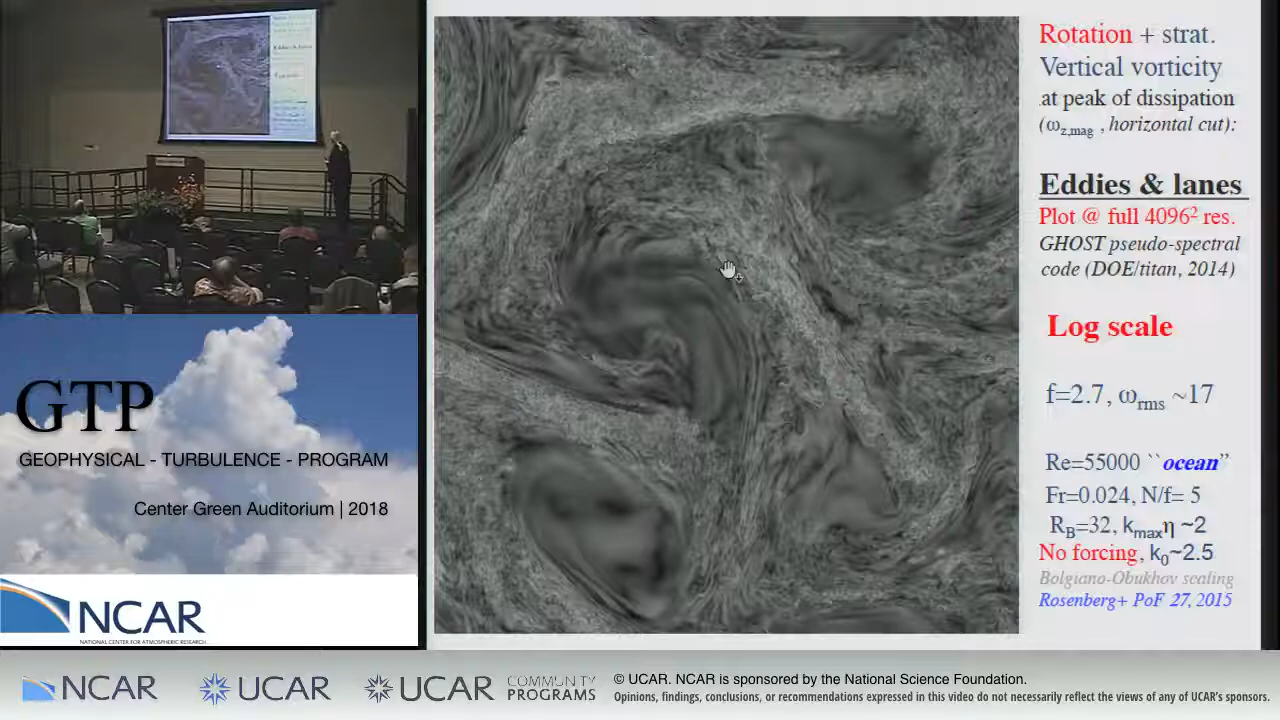 Rotation + strat.
Vertical vorticity
at peak of dissipation
(ωz,mag , horizontal cut):
Eddies & lanes
Plot @ full 4096² res.
GHOST pseudo-spectral
code (DOE/titan, 2014)
Log scale
f=2.7, ωrms ~17
Re=55000 ``ocean”
Fr=0.024, N/f= 5
RB=32, kmaxη ~2
No forcing, k0~2.5
Bolgiano-Obukhov scaling
Rosenberg+ PoF 27, 2015
GTP
GEOPHYSICAL - TURBULENCE - PROGRAM
Center Green Auditorium | 2018
NCAR
NATIONAL CENTER FOR ATMOSPHERIC RESEARCH
NCAR
UCAR
UCAR
COMMUNITY
PROGRAMS
© UCAR. NCAR is sponsored by the National Science Foundation.
Opinions, findings, conclusions, or recommendations expressed in this video do not necessarily reflect the views of any of UCAR's sponsors.